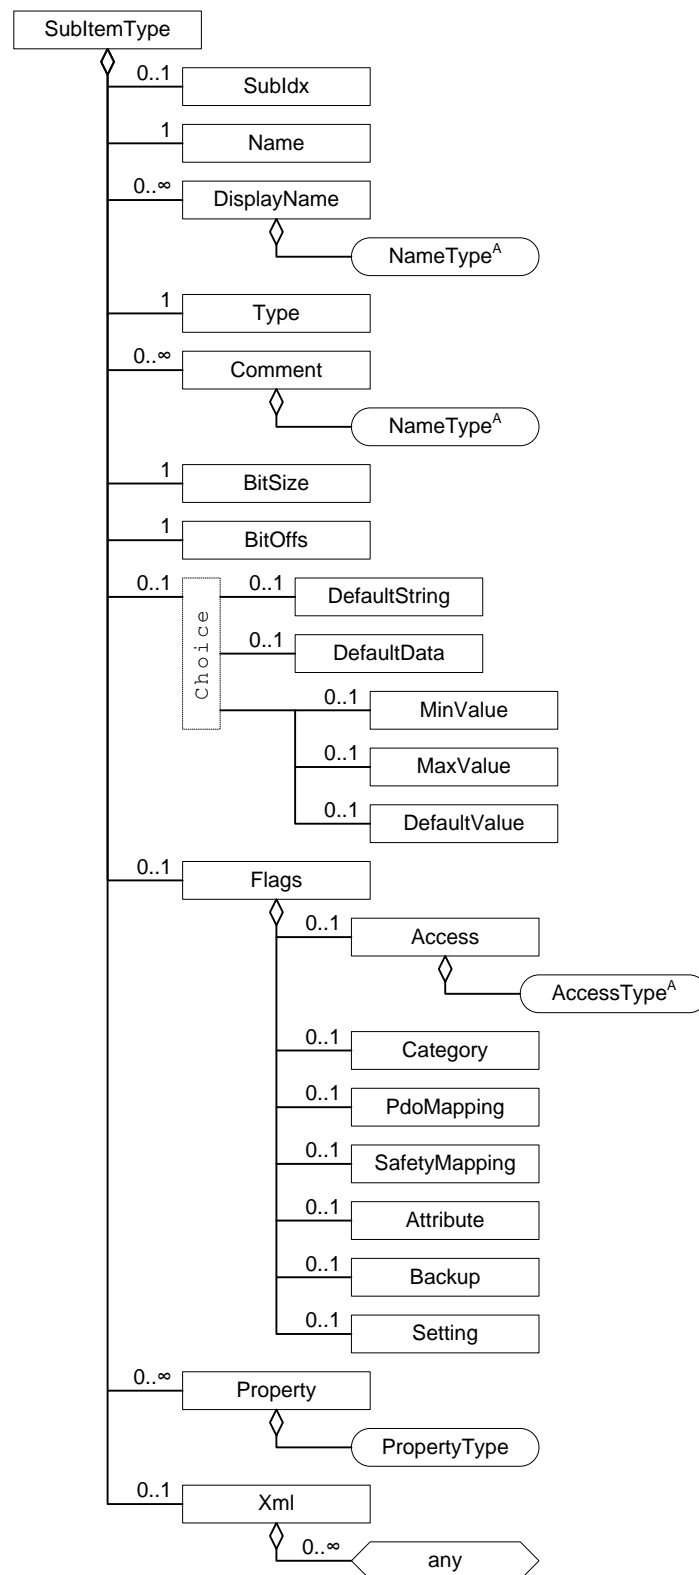 SubItemType
0..1
SubIdx
1
Name
0..∞
DisplayName
NameTypeᴬ
1
Type
0..∞
Comment
NameTypeᴬ
1
BitSize
1
BitOffs
0..1
Choice
0..1
DefaultString
0..1
DefaultData
0..1
MinValue
0..1
MaxValue
0..1
DefaultValue
0..1
Flags
0..1
Access
AccessTypeᴬ
0..1
Category
0..1
PdoMapping
0..1
SafetyMapping
0..1
Attribute
0..1
Backup
0..1
Setting
0..∞
Property
PropertyType
0..1
Xml
0..∞
any